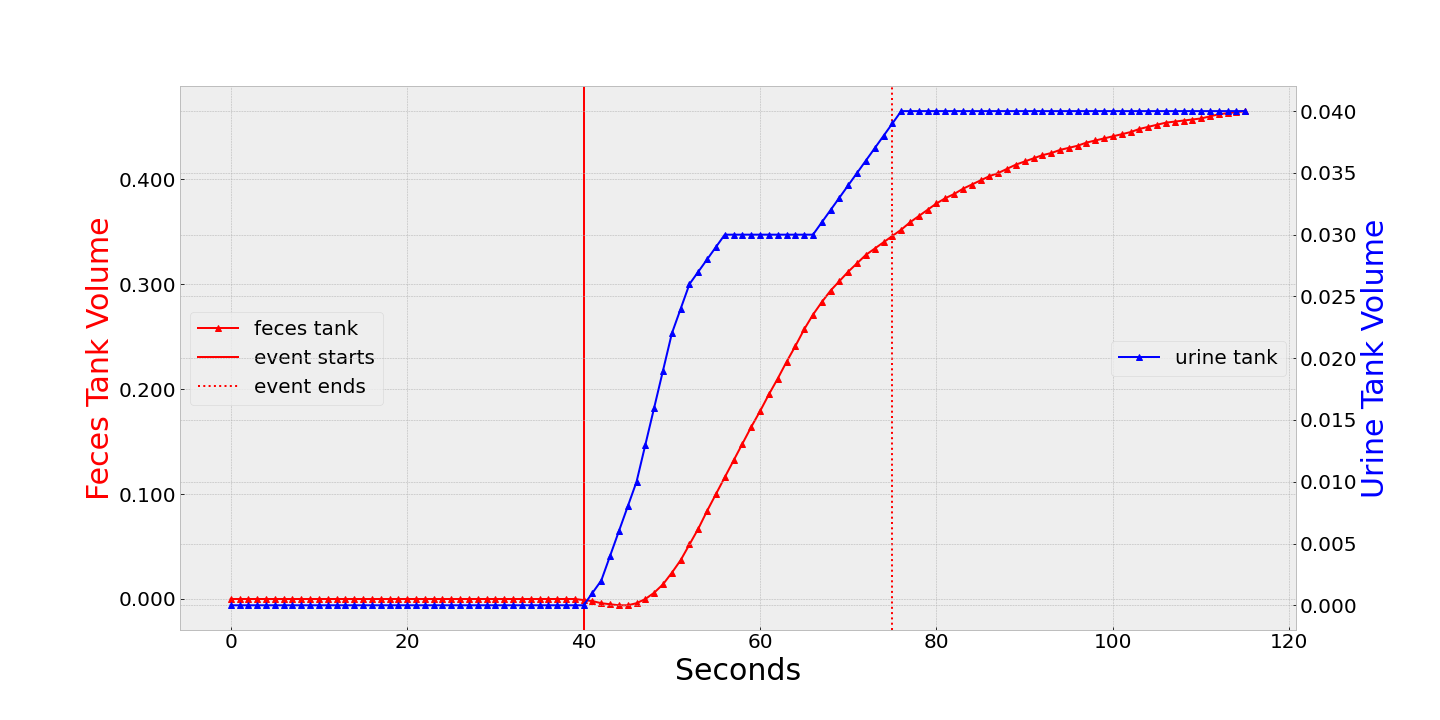 Feces Tank Volume
0.400
0.300
0.200
0.100
0.000
feces tank
event starts
event ends
urine tank
0.040
0.035
0.030
0.025
0.020
0.015
0.010
0.005
0.000
Urine Tank Volume
0 20 40 60 80 100 120
Seconds